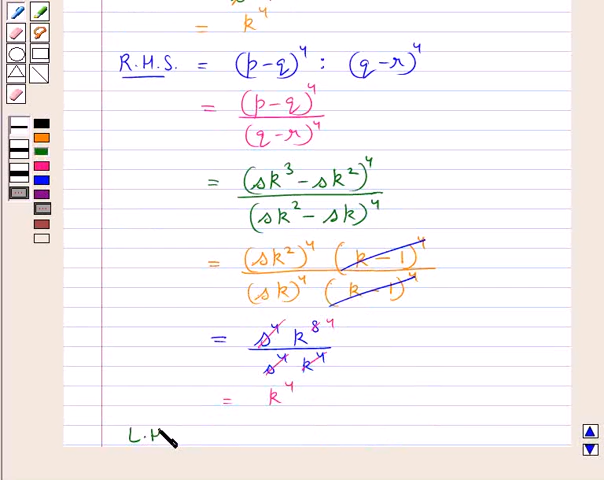 = k⁴
R.H.S. = (p-q)⁴ : (q-r)⁴
= (p-q)⁴ / (q-r)⁴
= (sk³ - sk²)⁴ / (sk² - sk)⁴
= (sk²)⁴ (k-1)⁴ / (sk)⁴ (k-1)⁴
= s⁴ k⁸ ⁴ / s⁴ k⁴
= k⁴
L.H